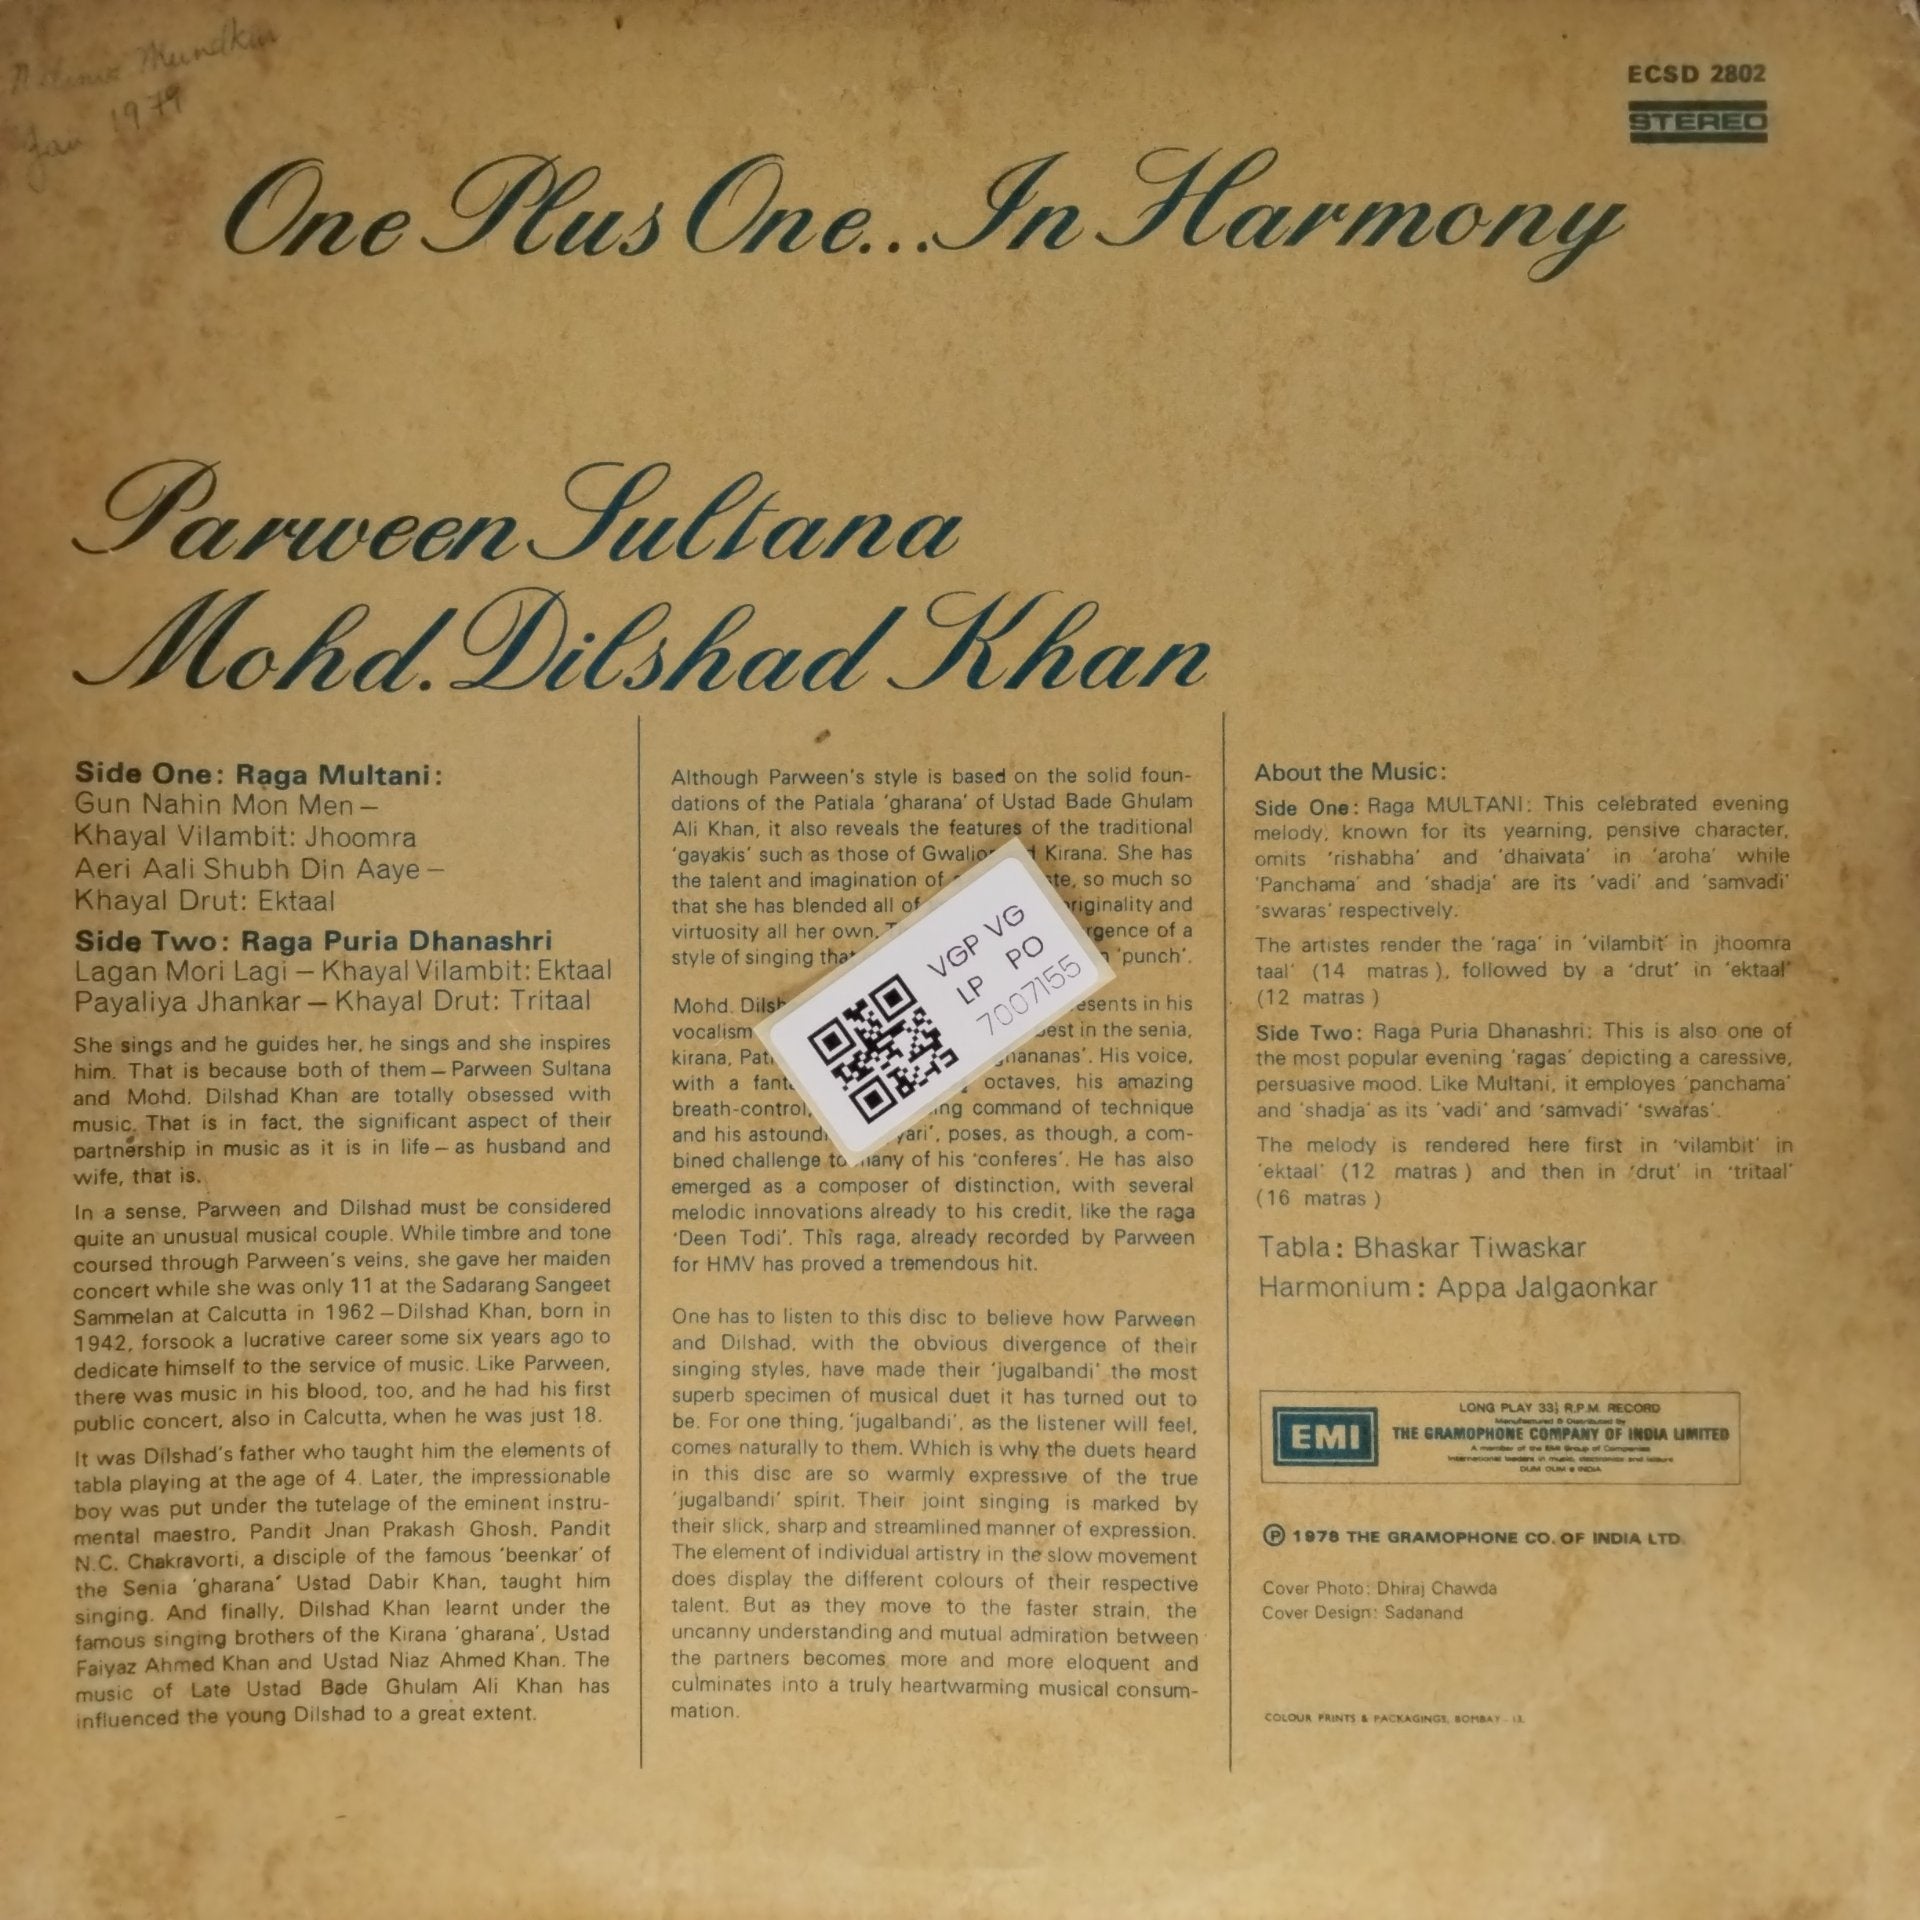 Jan 1979
ECSD 2802
STEREO
One Plus One...In Harmony
Parween Sultana
Mohd. Dilshad Khan
Side One: Raga Multani:
Gun Nahin Mon Men –
Khayal Vilambit: Jhoomra
Aeri Aali Shubh Din Aaye –
Khayal Drut: Ektaal
Side Two: Raga Puria Dhanashri
Lagan Mori Lagi – Khayal Vilambit: Ektaal
Payaliya Jhankar – Khayal Drut: Tritaal
She sings and he guides her, he sings and she inspires
him. That is because both of them – Parween Sultana
and Mohd. Dilshad Khan are totally obsessed with
music. That is in fact, the significant aspect of their
partnership in music as it is in life – as husband and
wife, that is.
In a sense, Parween and Dilshad must be considered
quite an unusual musical couple. While timbre and tone
coursed through Parween's veins, she gave her maiden
concert while she was only 11 at the Sadarang Sangeet
Sammelan at Calcutta in 1962 – Dilshad Khan, born in
1942, forsook a lucrative career some six years ago to
dedicate himself to the service of music. Like Parween,
there was music in his blood, too, and he had his first
public concert, also in Calcutta, when he was just 18.
It was Dilshad's father who taught him the elements of
tabla playing at the age of 4. Later, the impressionable
boy was put under the tutelage of the eminent instru-
mental maestro, Pandit Jnan Prakash Ghosh. Pandit
N.C. Chakravorti, a disciple of the famous 'beenkar' of
the Senia 'gharana' Ustad Dabir Khan, taught him
singing. And finally, Dilshad Khan learnt under the
famous singing brothers of the Kirana 'gharana', Ustad
Faiyaz Ahmed Khan and Ustad Niaz Ahmed Khan. The
music of Late Ustad Bade Ghulam Ali Khan has
influenced the young Dilshad to a great extent.
Although Parween's style is based on the solid foun-
dations of the Patiala 'gharana' of Ustad Bade Ghulam
Ali Khan, it also reveals the features of the traditional
'gayakis' such as those of Gwalior Kirana. She has
the talent and imagination of so much so
that she has blended all of originality and
virtuosity all her own. of a
style of singing that 'punch'.
Mohd. in his
vocalism best in the senia,
kirana, His voice,
with a octaves, his amazing
breath-control, command of technique
and his poses, as though, a com-
bined challenge to many of his 'conferes'. He has also
emerged as a composer of distinction, with several
melodic innovations already to his credit, like the raga
'Deen Todi'. This raga, already recorded by Parween
for HMV has proved a tremendous hit.
One has to listen to this disc to believe how Parween
and Dilshad, with the obvious divergence of their
singing styles, have made their 'jugalbandi' the most
superb specimen of musical duet it has turned out to
be. For one thing, 'jugalbandi', as the listener will feel,
comes naturally to them. Which is why the duets heard
in this disc are so warmly expressive of the true
'jugalbandi' spirit. Their joint singing is marked by
their slick, sharp and streamlined manner of expression.
The element of individual artistry in the slow movement
does display the different colours of their respective
talent. But as they move to the faster strain, the
uncanny understanding and mutual admiration between
the partners becomes more and more eloquent and
culminates into a truly heartwarming musical consum-
mation.
VGP VG
LP PO
7007155
About the Music:
Side One: Raga MULTANI: This celebrated evening
melody, known for its yearning, pensive character,
omits 'rishabha' and 'dhaivata' in 'aroha' while
'Panchama' and 'shadja' are its 'vadi' and 'samvadi'
'swaras' respectively.
The artistes render the 'raga' in 'vilambit' in jhoomra
taal' (14 matras), followed by a 'drut' in 'ektaal'
(12 matras)
Side Two: Raga Puria Dhanashri: This is also one of
the most popular evening 'ragas' depicting a caressive,
persuasive mood. Like Multani, it employes 'panchama'
and 'shadja' as its 'vadi' and 'samvadi' 'swaras'.
The melody is rendered here first in 'vilambit' in
'ektaal' (12 matras) and then in 'drut' in 'tritaal'
(16 matras)
Tabla: Bhaskar Tiwaskar
Harmonium: Appa Jalgaonkar
EMI
LONG PLAY 33⅓ R.P.M. RECORD
Manufactured & Distributed by
THE GRAMOPHONE COMPANY OF INDIA LIMITED
A member of the EMI Group of Companies
International leaders in music, electronics and leisure
DUM DUM • INDIA
Ⓟ 1978 THE GRAMOPHONE CO. OF INDIA LTD.
Cover Photo: Dhiraj Chawda
Cover Design: Sadanand
COLOUR PRINTS & PACKAGINGS, BOMBAY - 13.